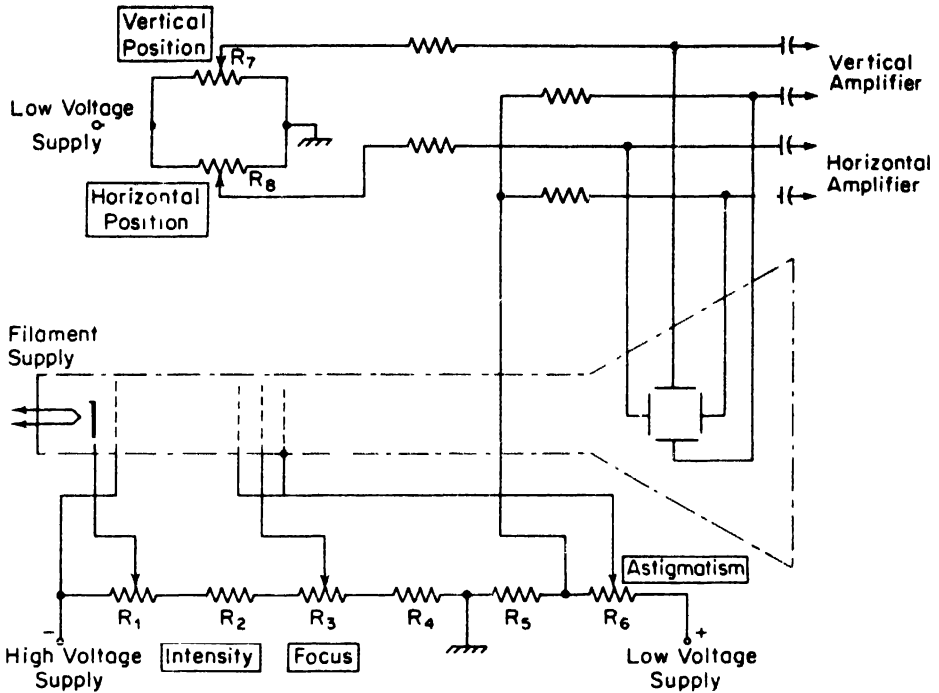 Vertical
Position
R7
Low Voltage
Supply
R8
Horizontal
Position
Vertical
Amplifier
Horizontal
Amplifier
Filament
Supply
Astigmatism
R1
R2
R3
R4
R5
R6
-
+
High Voltage
Supply
Intensity
Focus
Low Voltage
Supply